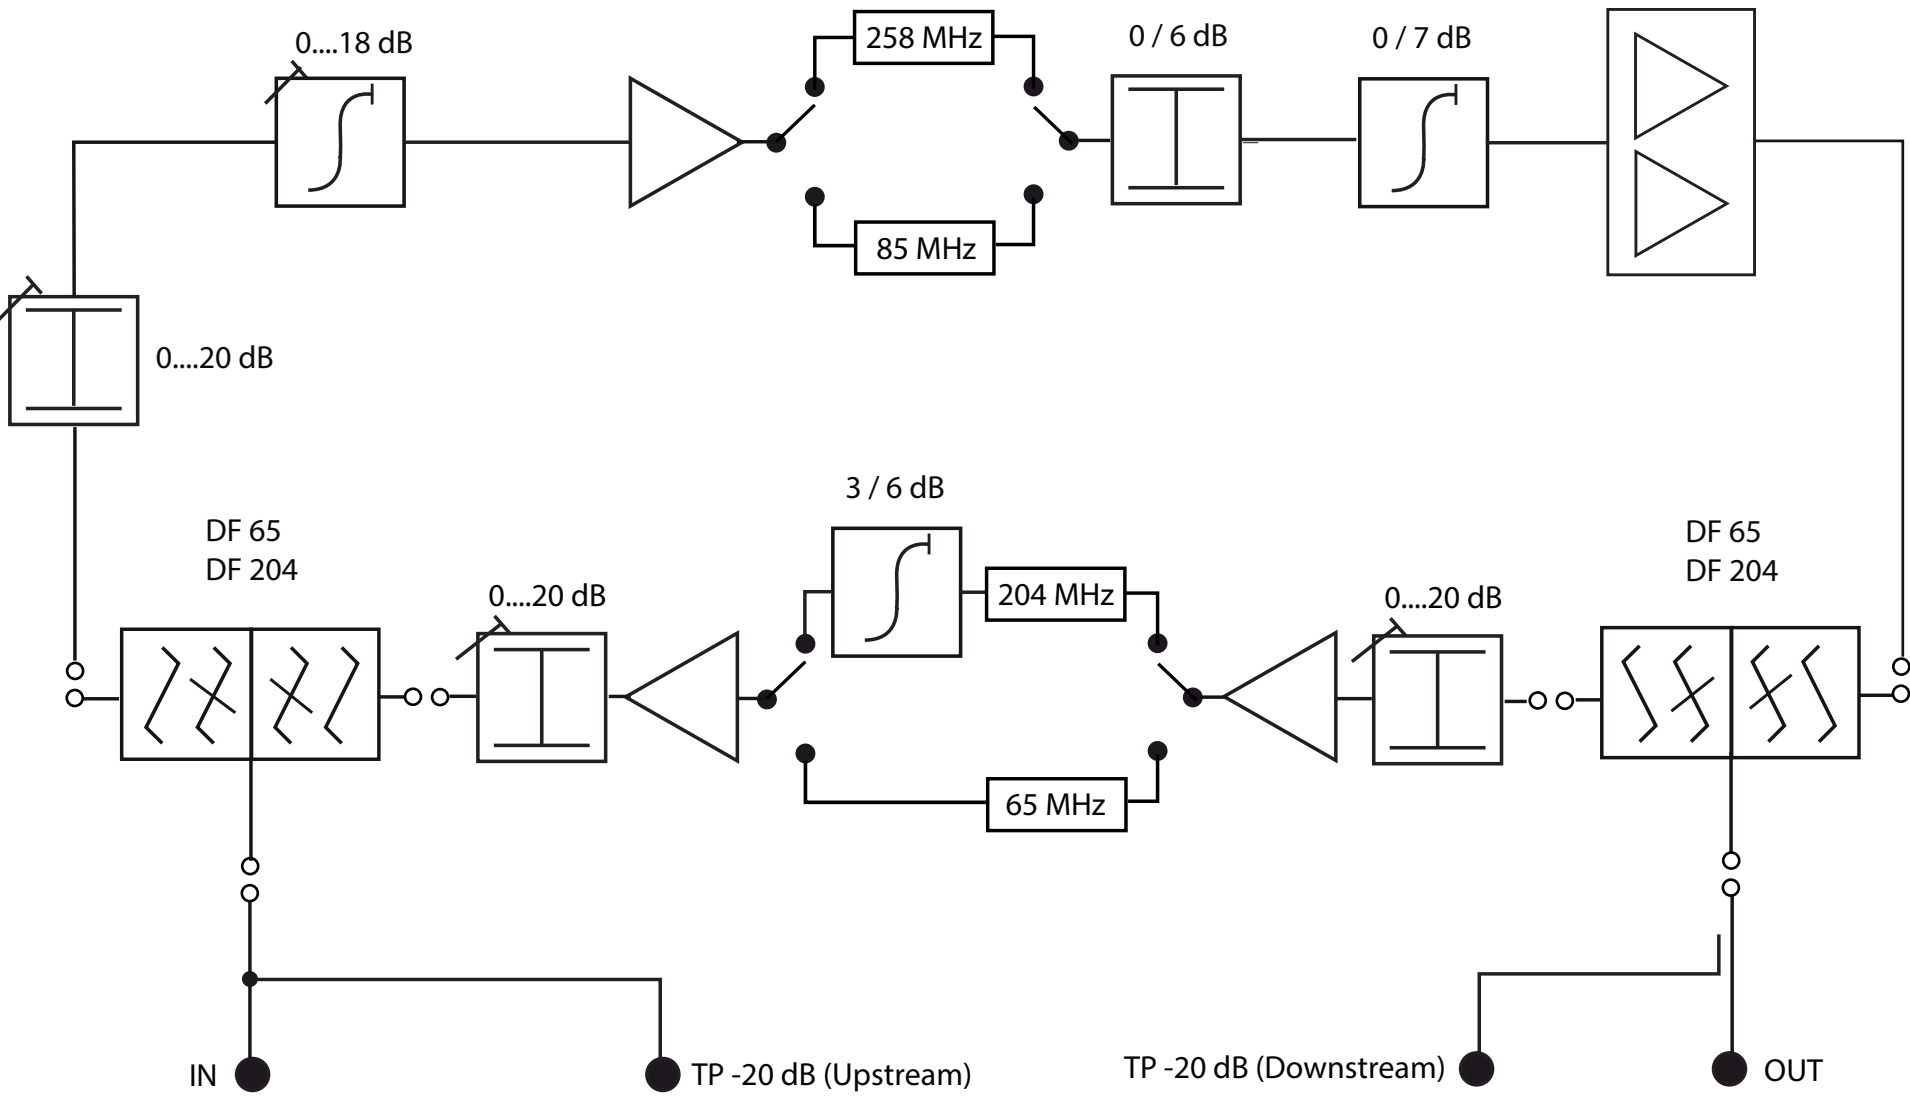 0....18 dB
258 MHz
0 / 6 dB
0 / 7 dB
85 MHz
0....20 dB
3 / 6 dB
DF 65
DF 204
DF 65
DF 204
0....20 dB
204 MHz
0....20 dB
65 MHz
IN
TP -20 dB (Upstream)
TP -20 dB (Downstream)
OUT